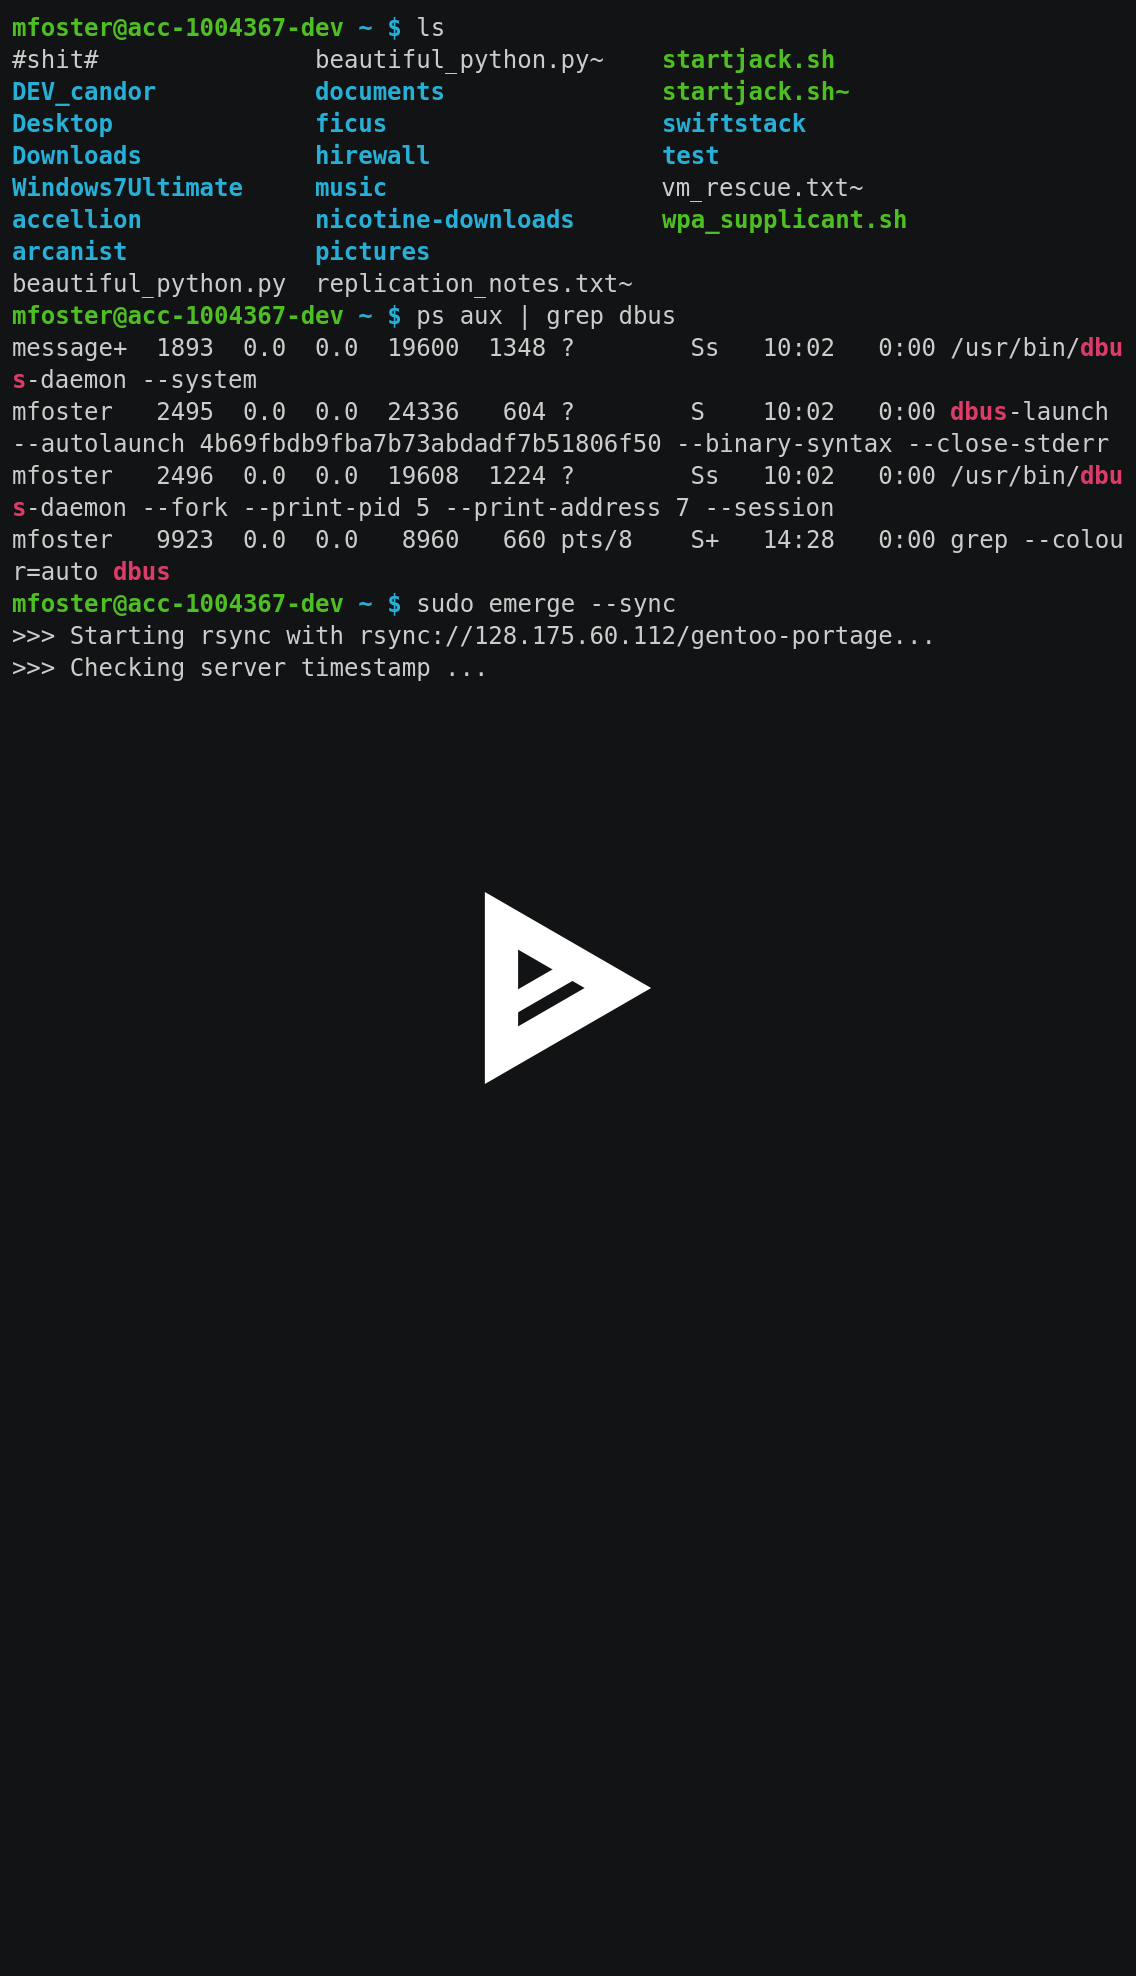 mfoster@acc-1004367-dev ~ $ ls
#shit#               beautiful_python.py~    startjack.sh
DEV_candor           documents               startjack.sh~
Desktop              ficus                   swiftstack
Downloads            hirewall                test
Windows7Ultimate     music                   vm_rescue.txt~
accellion            nicotine-downloads      wpa_supplicant.sh
arcanist             pictures
beautiful_python.py  replication_notes.txt~
mfoster@acc-1004367-dev ~ $ ps aux | grep dbus
message+  1893  0.0  0.0  19600  1348 ?        Ss   10:02   0:00 /usr/bin/dbu
s-daemon --system
mfoster   2495  0.0  0.0  24336   604 ?        S    10:02   0:00 dbus-launch
--autolaunch 4b69fbdb9fba7b73abdadf7b51806f50 --binary-syntax --close-stderr
mfoster   2496  0.0  0.0  19608  1224 ?        Ss   10:02   0:00 /usr/bin/dbu
s-daemon --fork --print-pid 5 --print-address 7 --session
mfoster   9923  0.0  0.0   8960   660 pts/8    S+   14:28   0:00 grep --colou
r=auto dbus
mfoster@acc-1004367-dev ~ $ sudo emerge --sync
>>> Starting rsync with rsync://128.175.60.112/gentoo-portage...
>>> Checking server timestamp ...